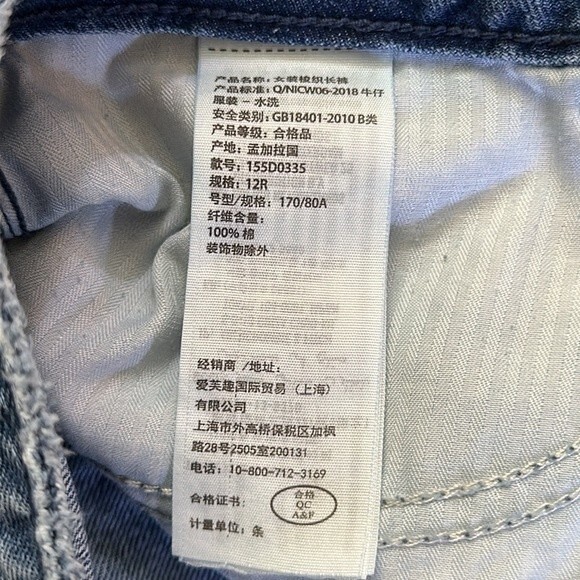 产品名称: 女装梭织长裤
产品标准: Q/NICW06-2018 牛仔
服装 - 水洗
安全类别: GB18401-2010 B类
产品等级: 合格品
产地: 孟加拉国
款号: 155D0335
规格: 12R
号型/规格: 170/80A
纤维含量:
100% 棉
装饰物除外
经销商 /地址:
爱芙趣国际贸易 (上海)
有限公司
上海市外高桥保税区加枫
路28号2505室200131
电话: 10-800-712-3169
合格证书:
合格
QC
A&F
计量单位: 条